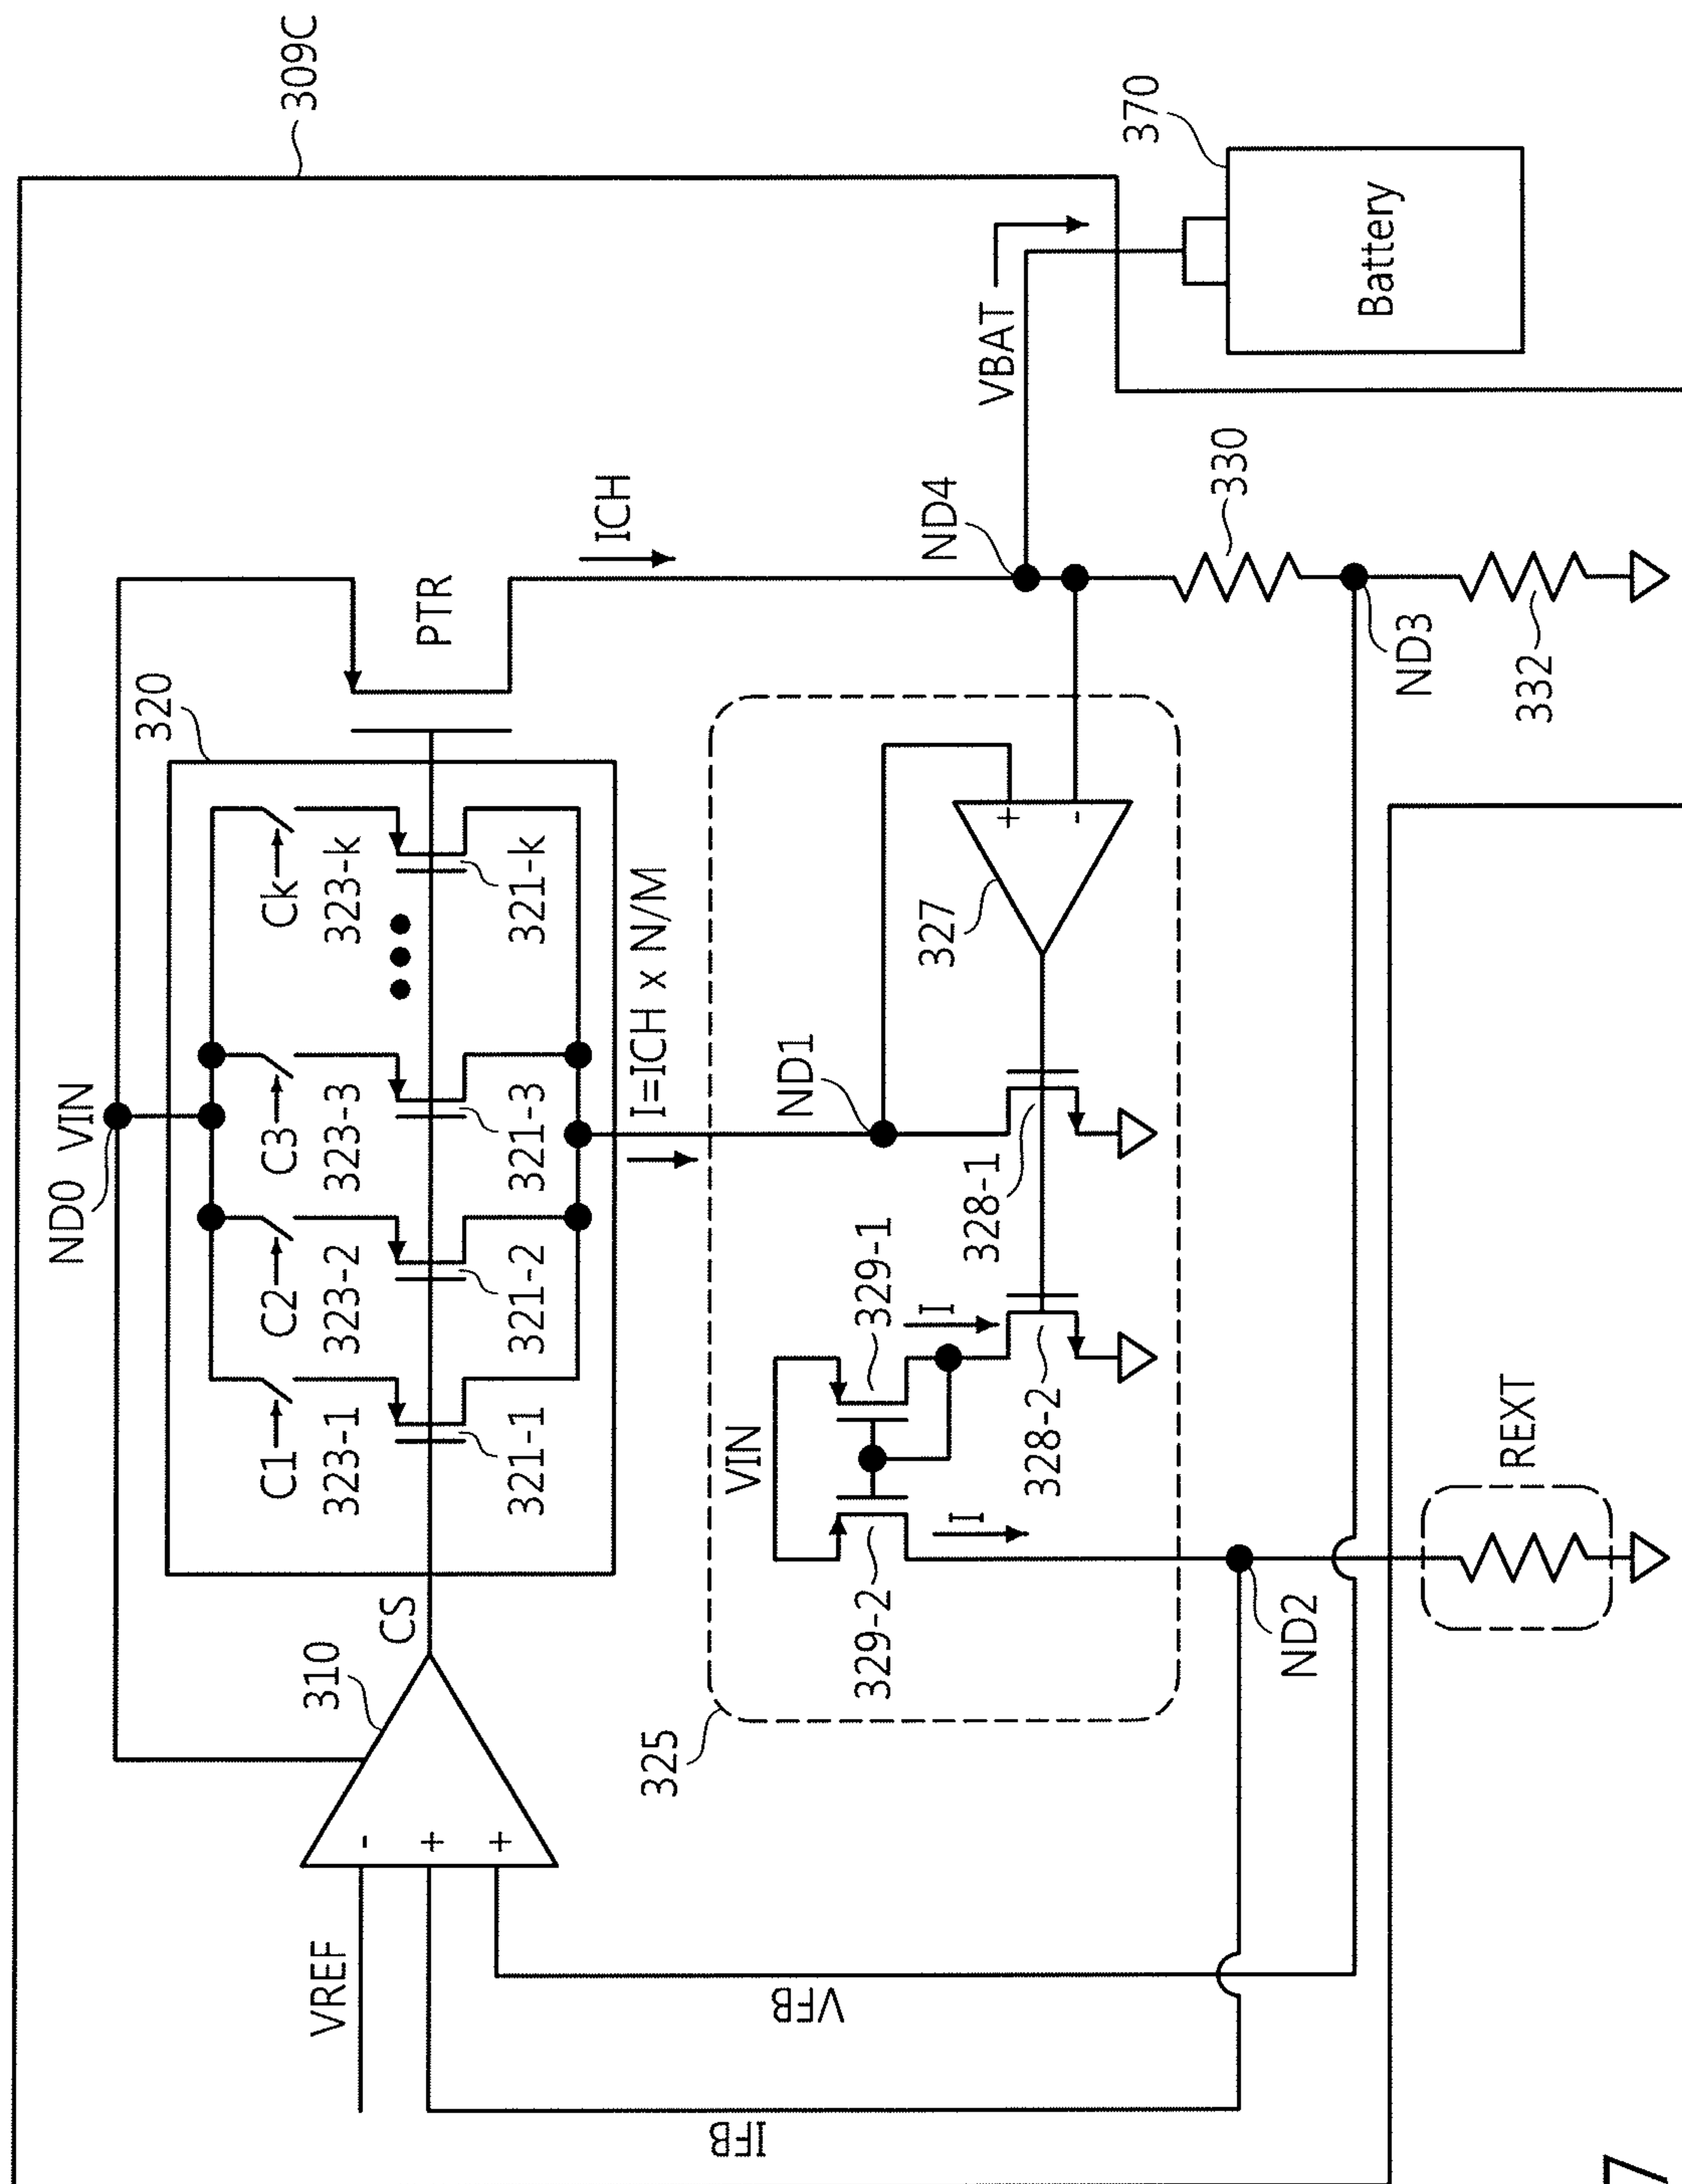 309C
ND0
VIN
320
C1
C2
C3
Ck
323-1
323-2
323-3
323-k
321-1
321-2
321-3
321-k
PTR
ICH
310
CS
-
+
+
VREF
I=ICH x N/M
VBAT
370
Battery
ND4
330
ND3
332
325
VIN
329-1
329-2
I
I
ND1
327
+
-
328-1
328-2
ND2
REXT
VFB
IFB